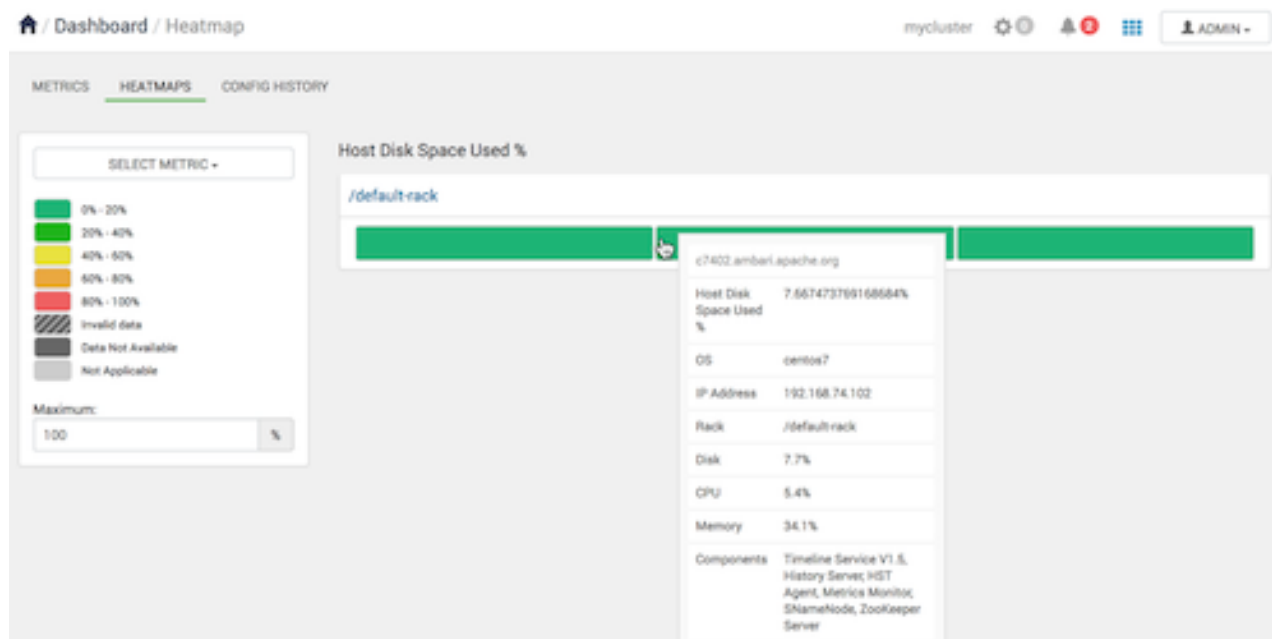 / Dashboard / Heatmap
mycluster
0
2
ADMIN
METRICS
HEATMAPS
CONFIG HISTORY
SELECT METRIC
0% - 20%
20% - 40%
40% - 60%
60% - 80%
80% - 100%
Invalid data
Data Not Available
Not Applicable
Maximum:
100
%
Host Disk Space Used %
/default-rack
c7402.ambari.apache.org
Host Disk
Space Used
%
7.667473769168684%
OS
centos7
IP Address
192.168.74.102
Rack
/default-rack
Disk
7.7%
CPU
5.4%
Memory
34.1%
Components
Timeline Service V1.5,
History Server, HST
Agent, Metrics Monitor,
SNameNode, ZooKeeper
Server